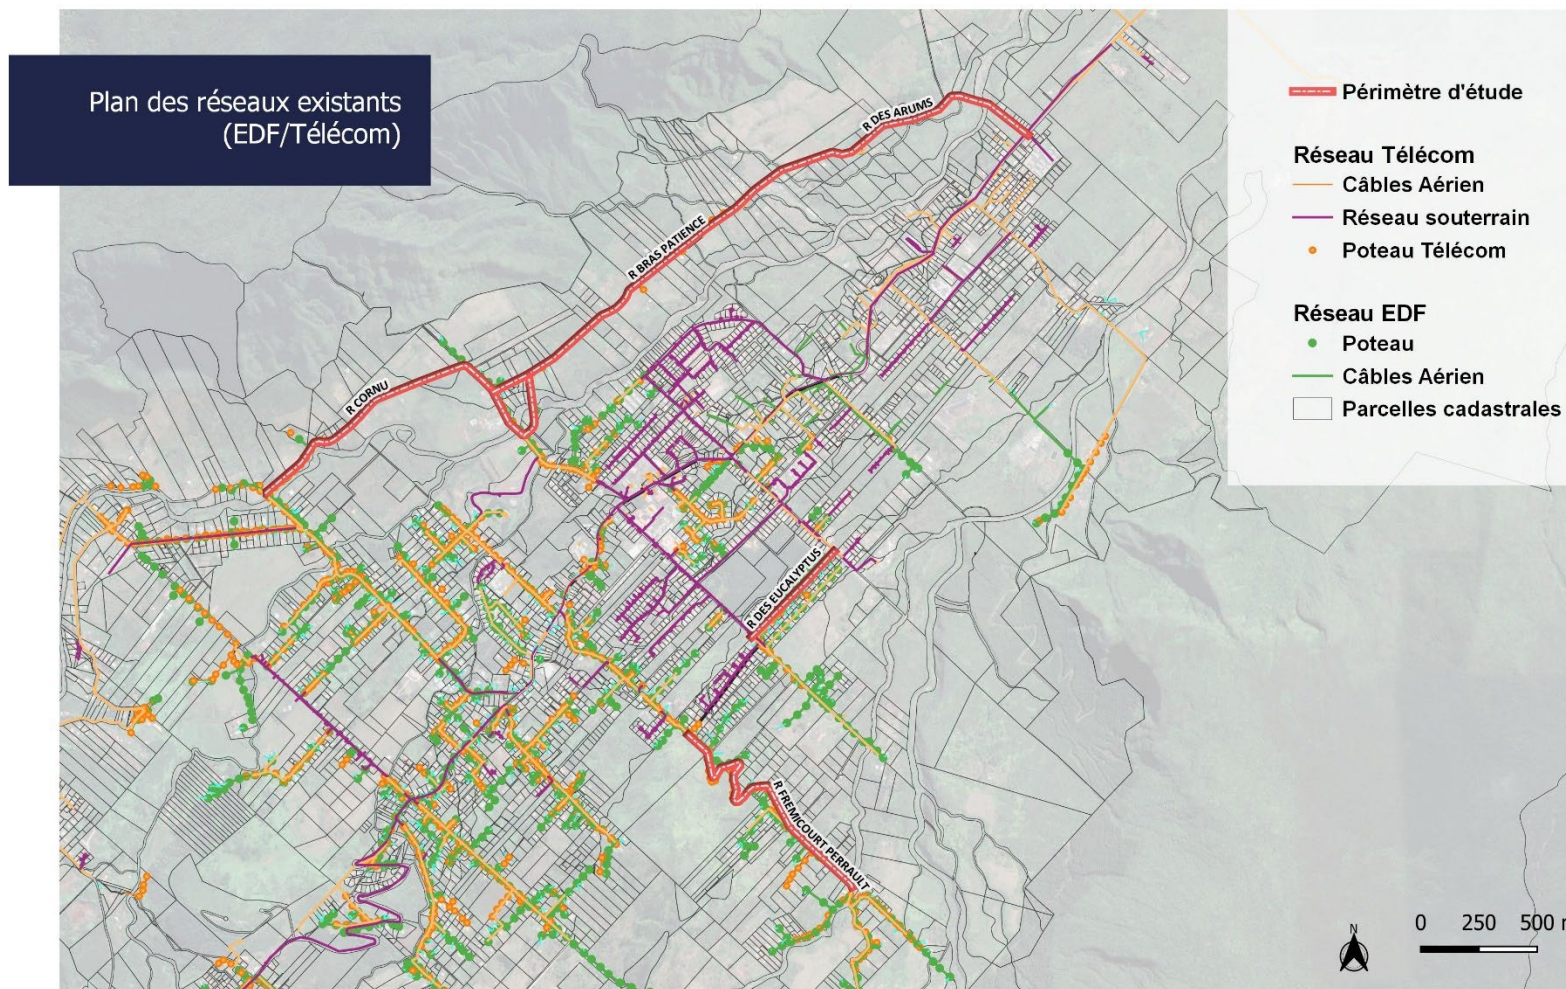 Plan des réseaux existants
(EDF/Télécom)
R DES ARUMS
R BRAS PATIENCE
R CORNU
R DES EUCALYPTUS
R FREMICOURT PERRAULT
Périmètre d'étude
Réseau Télécom
Câbles Aérien
Réseau souterrain
Poteau Télécom
Réseau EDF
Poteau
Câbles Aérien
Parcelles cadastrales
N
0 250 500 m